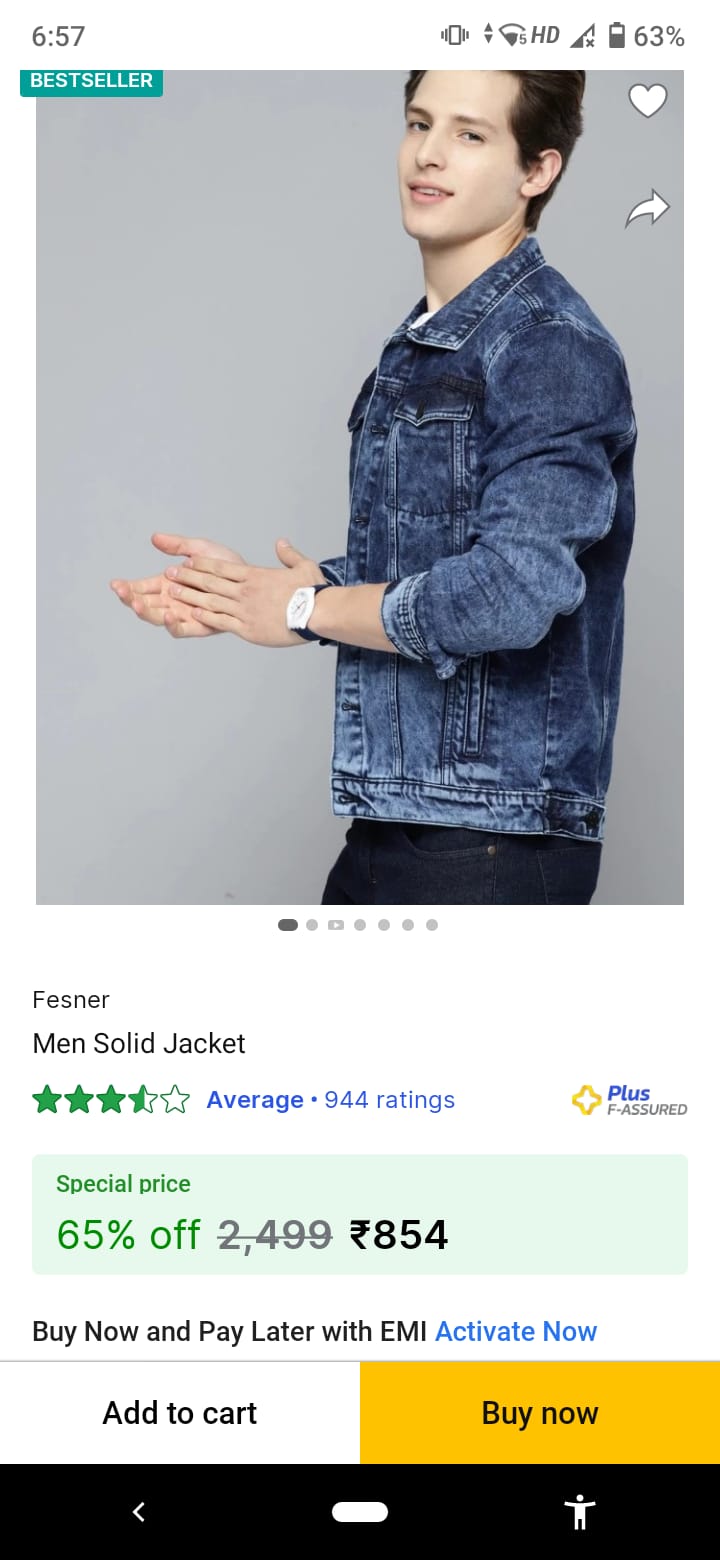 6:57
5 HD 63%
BESTSELLER
Fesner
Men Solid Jacket
Average • 944 ratings
Plus
F-ASSURED
Special price
65% off 2,499 ₹854
Buy Now and Pay Later with EMI Activate Now
Add to cart
Buy now